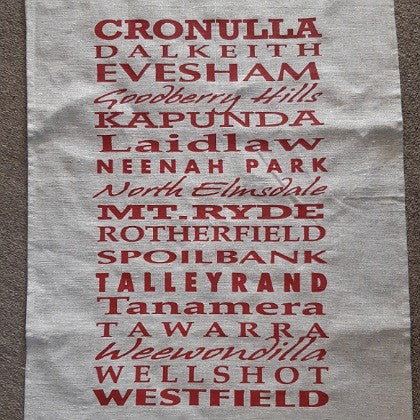 CRONULLA
DALKEITH
EVESHAM
Goodberry Hills
KAPUNDA
Laidlaw
NEENAH PARK
North Elmsdale
MT.RYDE
ROTHERFIELD
SPOILBANK
TALLEYRAND
Tanamera
TAWARRA
Weewondilla
WELLSHOT
WESTFIELD